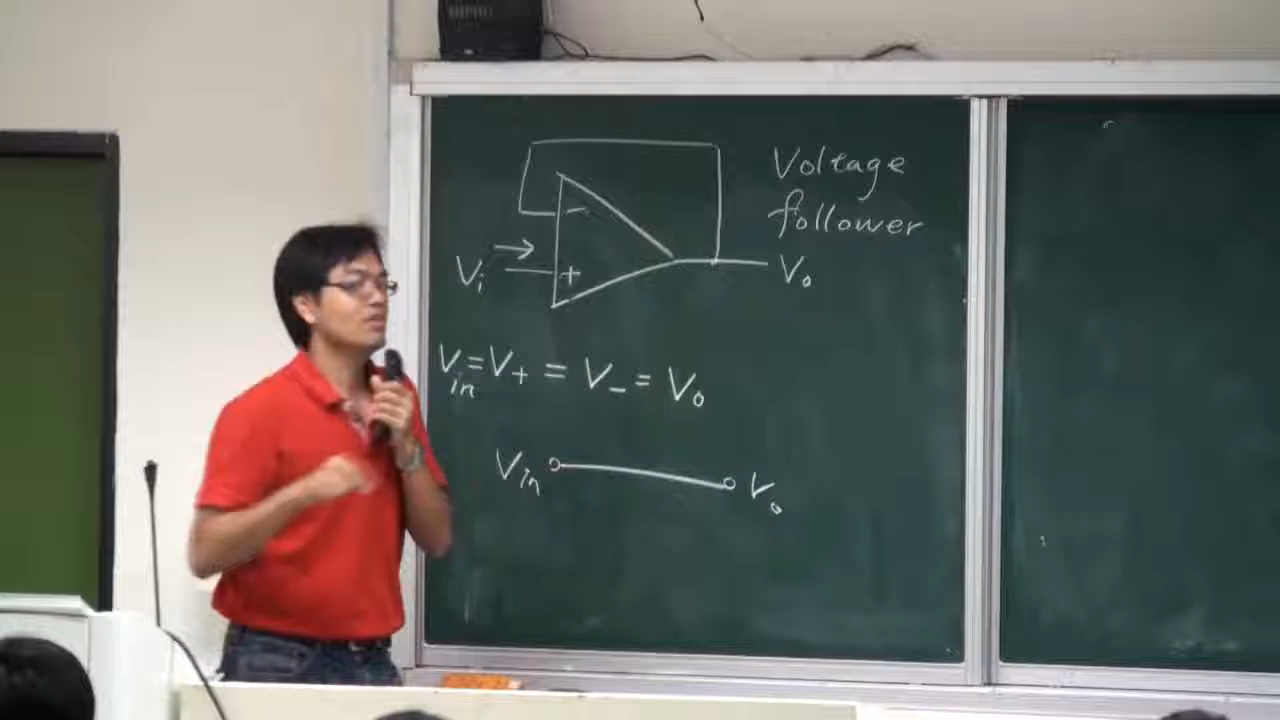 Voltage
follower
−
Vi +
Vo
Vin = V+ = V− = Vo
Vin Vo